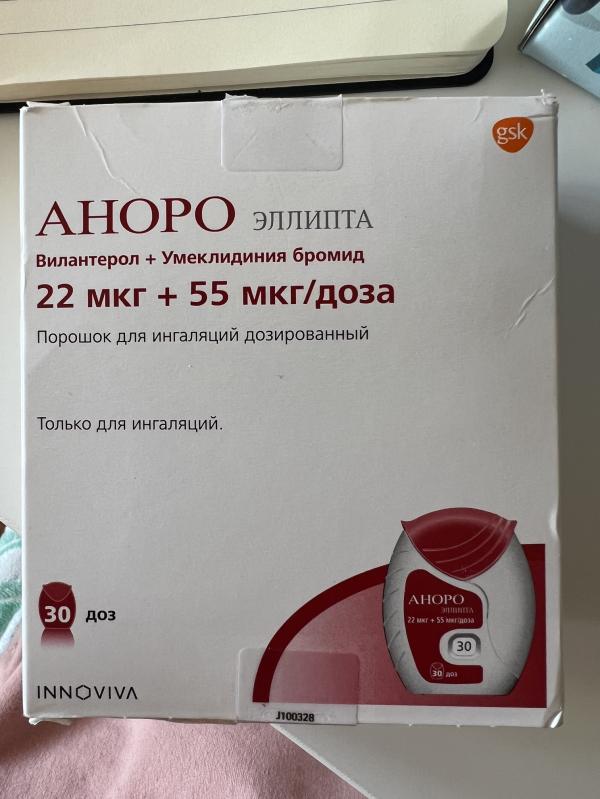 gsk
АНОРО ЭЛЛИПТА
Вилантерол + Умеклидиния бромид
22 мкг + 55 мкг/доза
Порошок для ингаляций дозированный
Только для ингаляций.
АНОРО
ЭЛЛИПТА
22 мкг + 55 мкг/доза
30
30 доз
30 доз
INNOVIVA
J100328